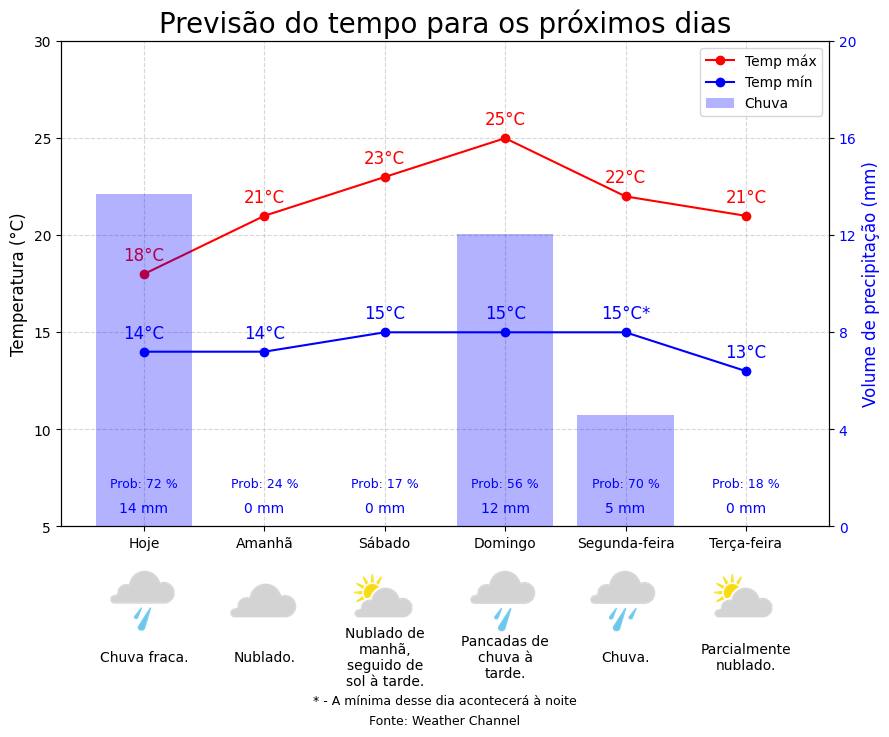 Previsão do tempo para os próximos dias
Temperatura (°C)
Volume de precipitação (mm)
30
25
20
15
10
5
20
16
12
8
4
0
Temp máx
Temp mín
Chuva
18°C
21°C
23°C
25°C
22°C
21°C
14°C
14°C
15°C
15°C
15°C*
13°C
Prob: 72 %
Prob: 24 %
Prob: 17 %
Prob: 56 %
Prob: 70 %
Prob: 18 %
14 mm
0 mm
0 mm
12 mm
5 mm
0 mm
Hoje
Amanhã
Sábado
Domingo
Segunda-feira
Terça-feira
Chuva fraca.
Nublado.
Nublado de
manhã,
seguido de
sol à tarde.
Pancadas de
chuva à
tarde.
Chuva.
Parcialmente
nublado.
* - A mínima desse dia acontecerá à noite
Fonte: Weather Channel